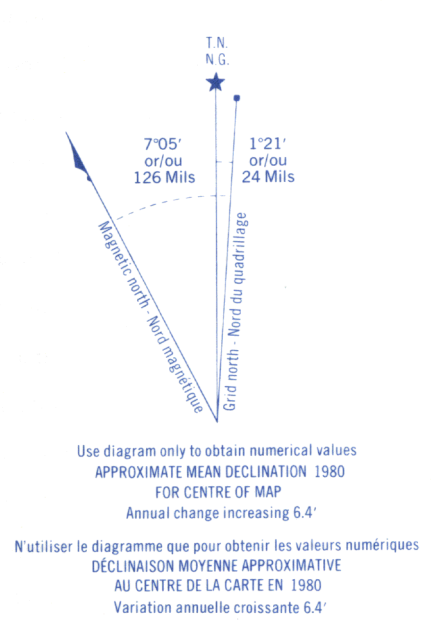 T.N.
N.G.
7°05′
or/ou
126 Mils
1°21′
or/ou
24 Mils
Magnetic north - Nord magnétique
Grid north - Nord du quadrillage
Use diagram only to obtain numerical values
APPROXIMATE MEAN DECLINATION 1980
FOR CENTRE OF MAP
Annual change increasing 6.4′
N'utiliser le diagramme que pour obtenir les valeurs numériques
DÉCLINAISON MOYENNE APPROXIMATIVE
AU CENTRE DE LA CARTE EN 1980
Variation annuelle croissante 6.4′